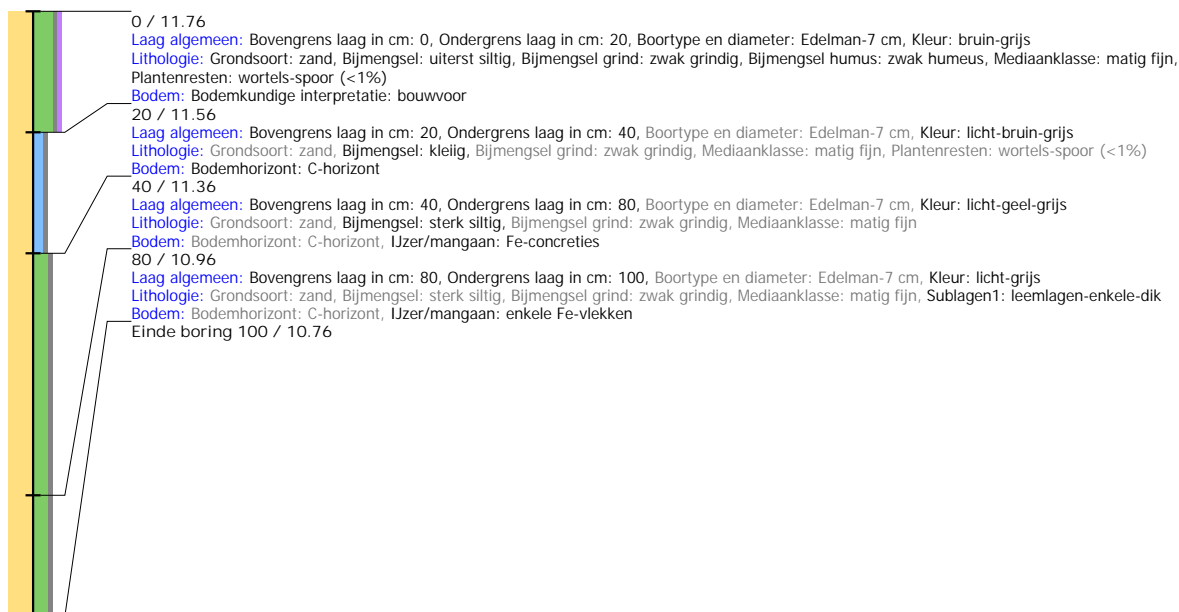 0 / 11.76
Laag algemeen: Bovengrens laag in cm: 0, Ondergrens laag in cm: 20, Boortype en diameter: Edelman-7 cm, Kleur: bruin-grijs
Lithologie: Grondsoort: zand, Bijmengsel: uiterst siltig, Bijmengsel grind: zwak grindig, Bijmengsel humus: zwak humeus, Mediaanklasse: matig fijn,
Plantenresten: wortels-spoor (<1%)
Bodem: Bodemkundige interpretatie: bouwvoor
20 / 11.56
Laag algemeen: Bovengrens laag in cm: 20, Ondergrens laag in cm: 40, Boortype en diameter: Edelman-7 cm, Kleur: licht-bruin-grijs
Lithologie: Grondsoort: zand, Bijmengsel: kleiig, Bijmengsel grind: zwak grindig, Mediaanklasse: matig fijn, Plantenresten: wortels-spoor (<1%)
Bodem: Bodemhorizont: C-horizont
40 / 11.36
Laag algemeen: Bovengrens laag in cm: 40, Ondergrens laag in cm: 80, Boortype en diameter: Edelman-7 cm, Kleur: licht-geel-grijs
Lithologie: Grondsoort: zand, Bijmengsel: sterk siltig, Bijmengsel grind: zwak grindig, Mediaanklasse: matig fijn
Bodem: Bodemhorizont: C-horizont, IJzer/mangaan: Fe-concreties
80 / 10.96
Laag algemeen: Bovengrens laag in cm: 80, Ondergrens laag in cm: 100, Boortype en diameter: Edelman-7 cm, Kleur: licht-grijs
Lithologie: Grondsoort: zand, Bijmengsel: sterk siltig, Bijmengsel grind: zwak grindig, Mediaanklasse: matig fijn, Sublagen1: leemlagen-enkele-dik
Bodem: Bodemhorizont: C-horizont, IJzer/mangaan: enkele Fe-vlekken
Einde boring 100 / 10.76